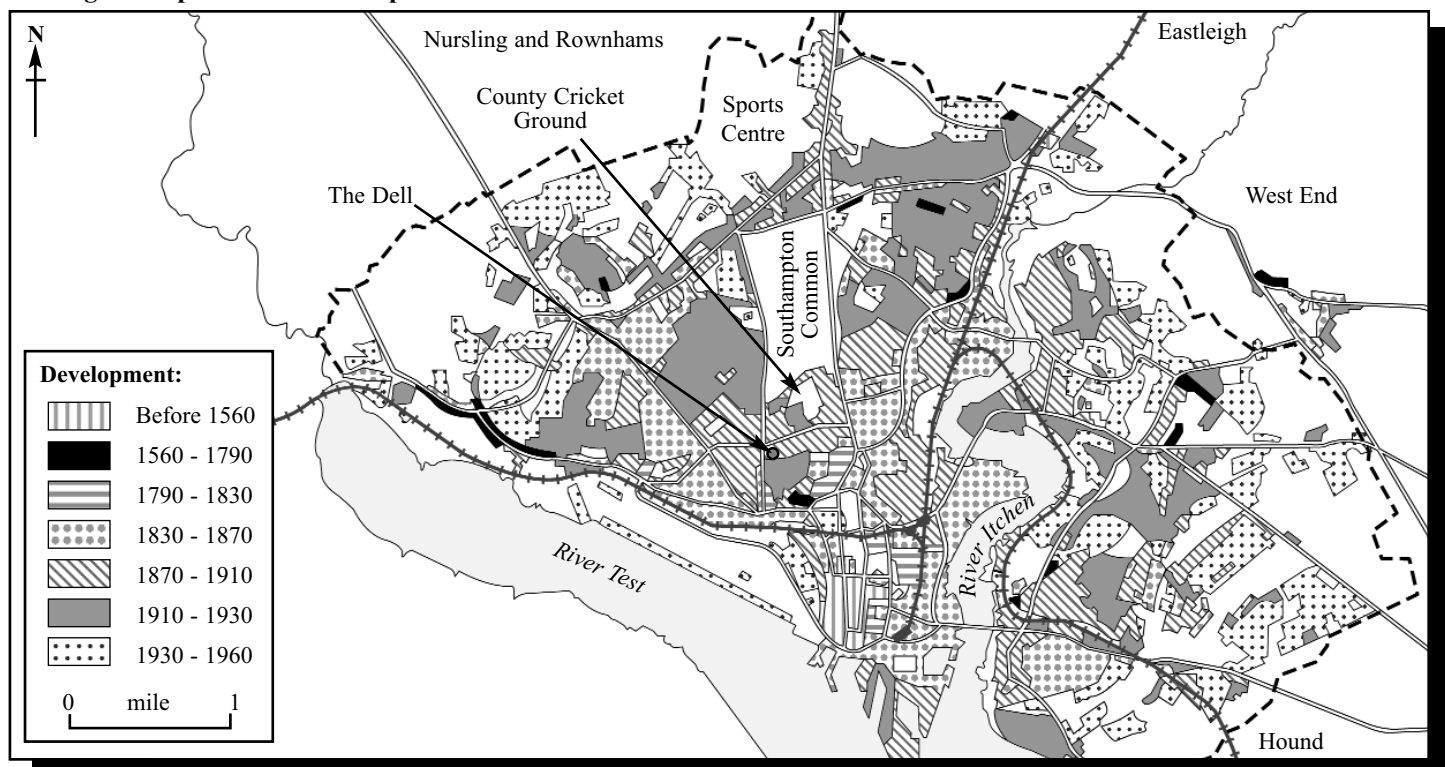 N
Nursling and Rownhams
Eastleigh
County Cricket
Ground
Sports
Centre
The Dell
West End
Southampton
Common
Development:
Before 1560
1560 - 1790
1790 - 1830
1830 - 1870
1870 - 1910
1910 - 1930
1930 - 1960
0 mile 1
River Test
River Itchen
Hound